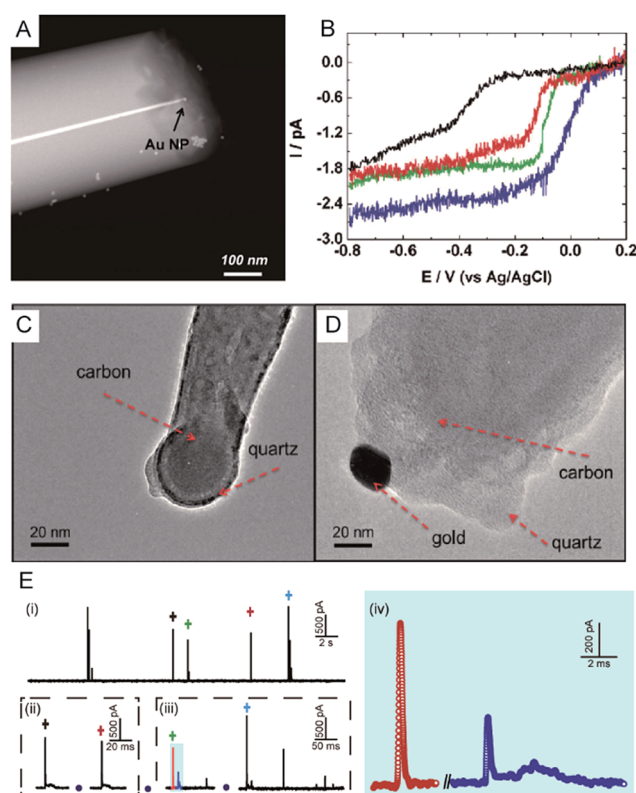 A
Au NP
100 nm
B
I / pA
0.0
-0.6
-1.2
-1.8
-2.4
-3.0
-0.8
-0.6
-0.4
-0.2
0.0
0.2
E / V (vs Ag/AgCl)
C
carbon
quartz
20 nm
D
carbon
gold
quartz
20 nm
E
(i)
500 pA
2 s
(ii)
500 pA
20 ms
(iii)
500 pA
50 ms
(iv)
200 pA
2 ms
//